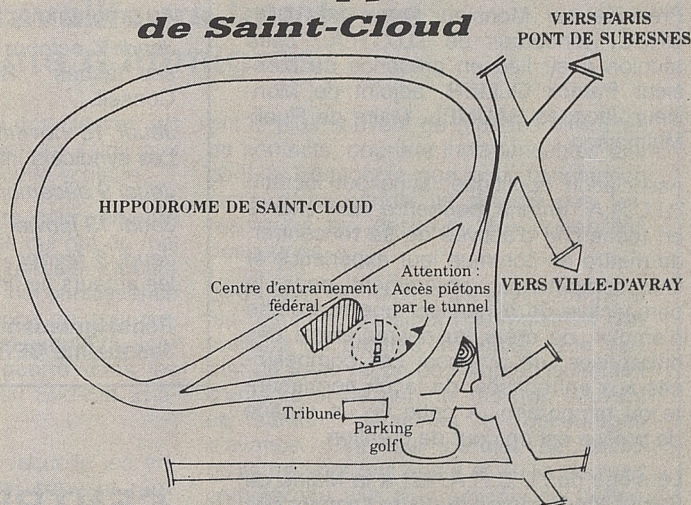 de Saint-Cloud
VERS PARIS
PONT DE SURESNES
HIPPODROME DE SAINT-CLOUD
Centre d'entraînement
fédéral
Attention :
Accès piétons
par le tunnel
VERS VILLE-D'AVRAY
Tribune
Parking
golf